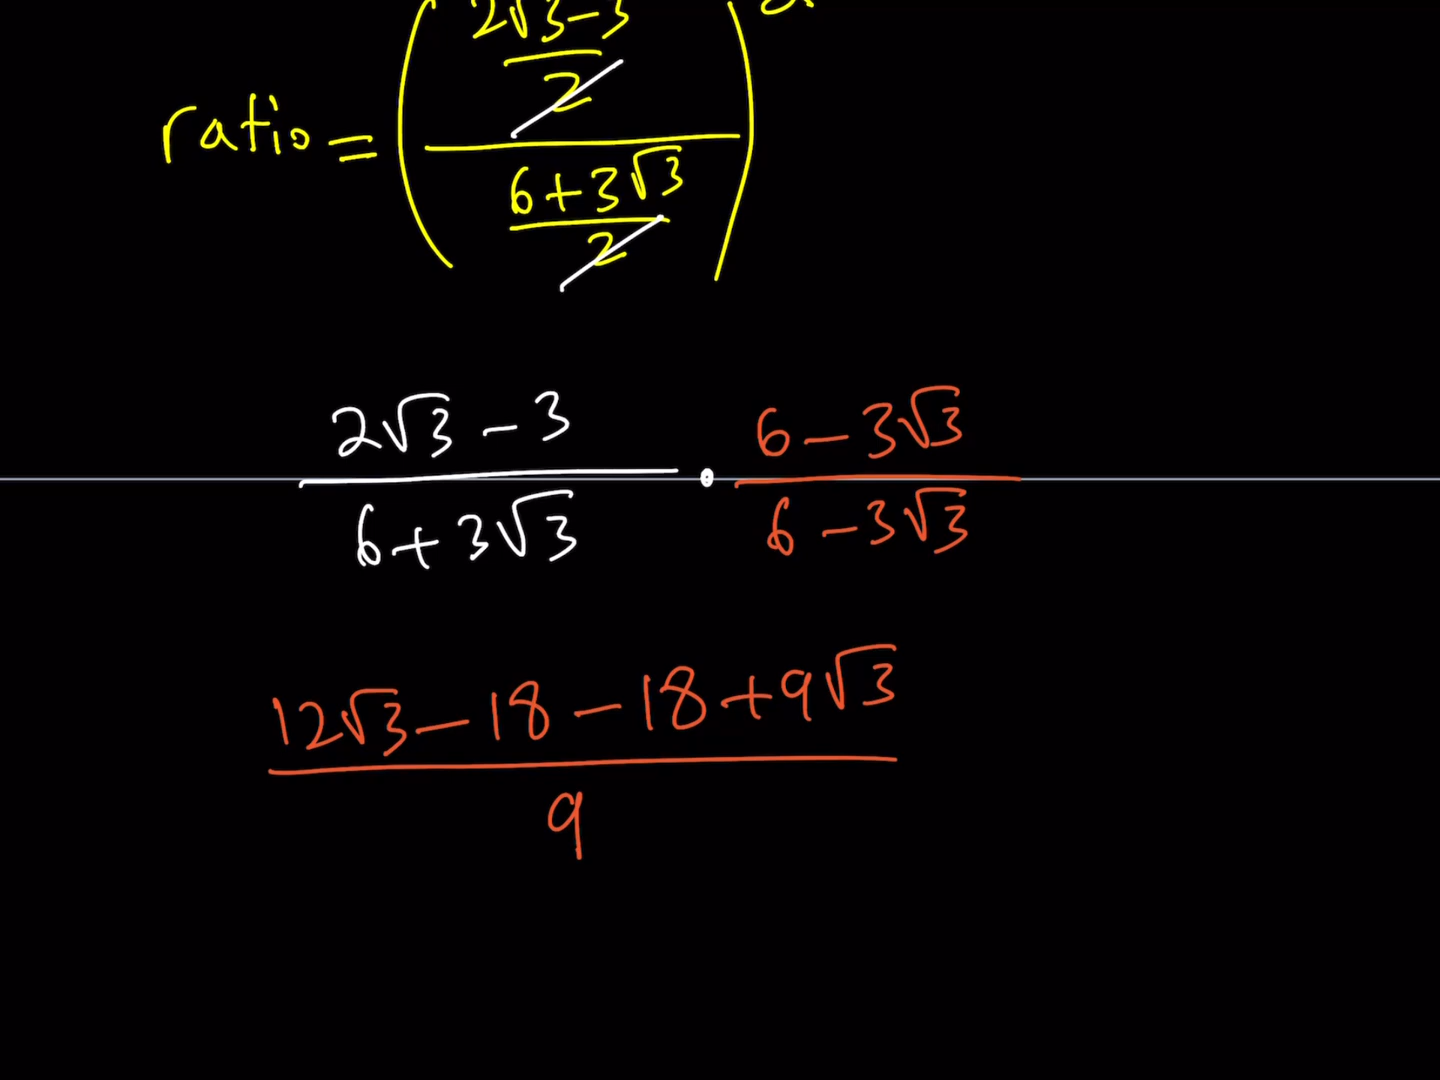 2√3-3
2
ratio =
6+3√3
2
2√3 - 3 6 - 3√3
6+3√3 6 - 3√3
12√3 - 18 - 18 + 9√3
9